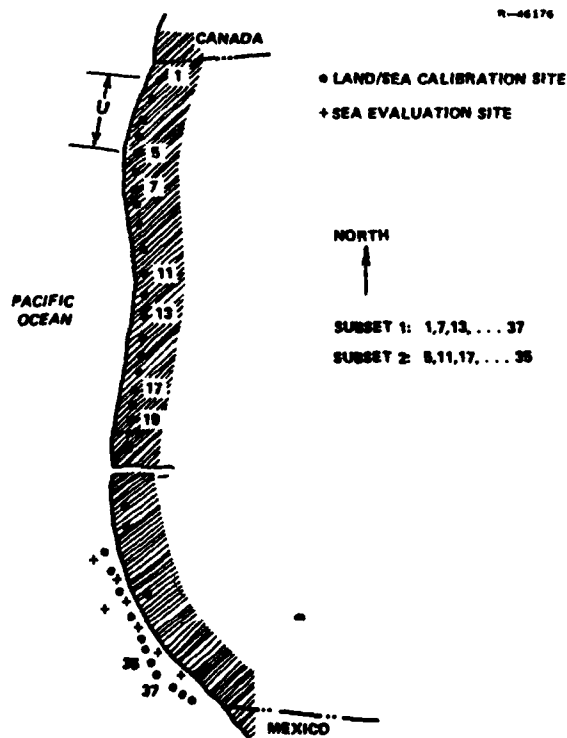 R-46176
CANADA
1
• LAND/SEA CALIBRATION SITE
+ SEA EVALUATION SITE
U
5
7
NORTH
11
PACIFIC
OCEAN
13
SUBSET 1: 1,7,13, . . . 37
SUBSET 2: 5,11,17, . . . 35
17
19
35
37
MEXICO